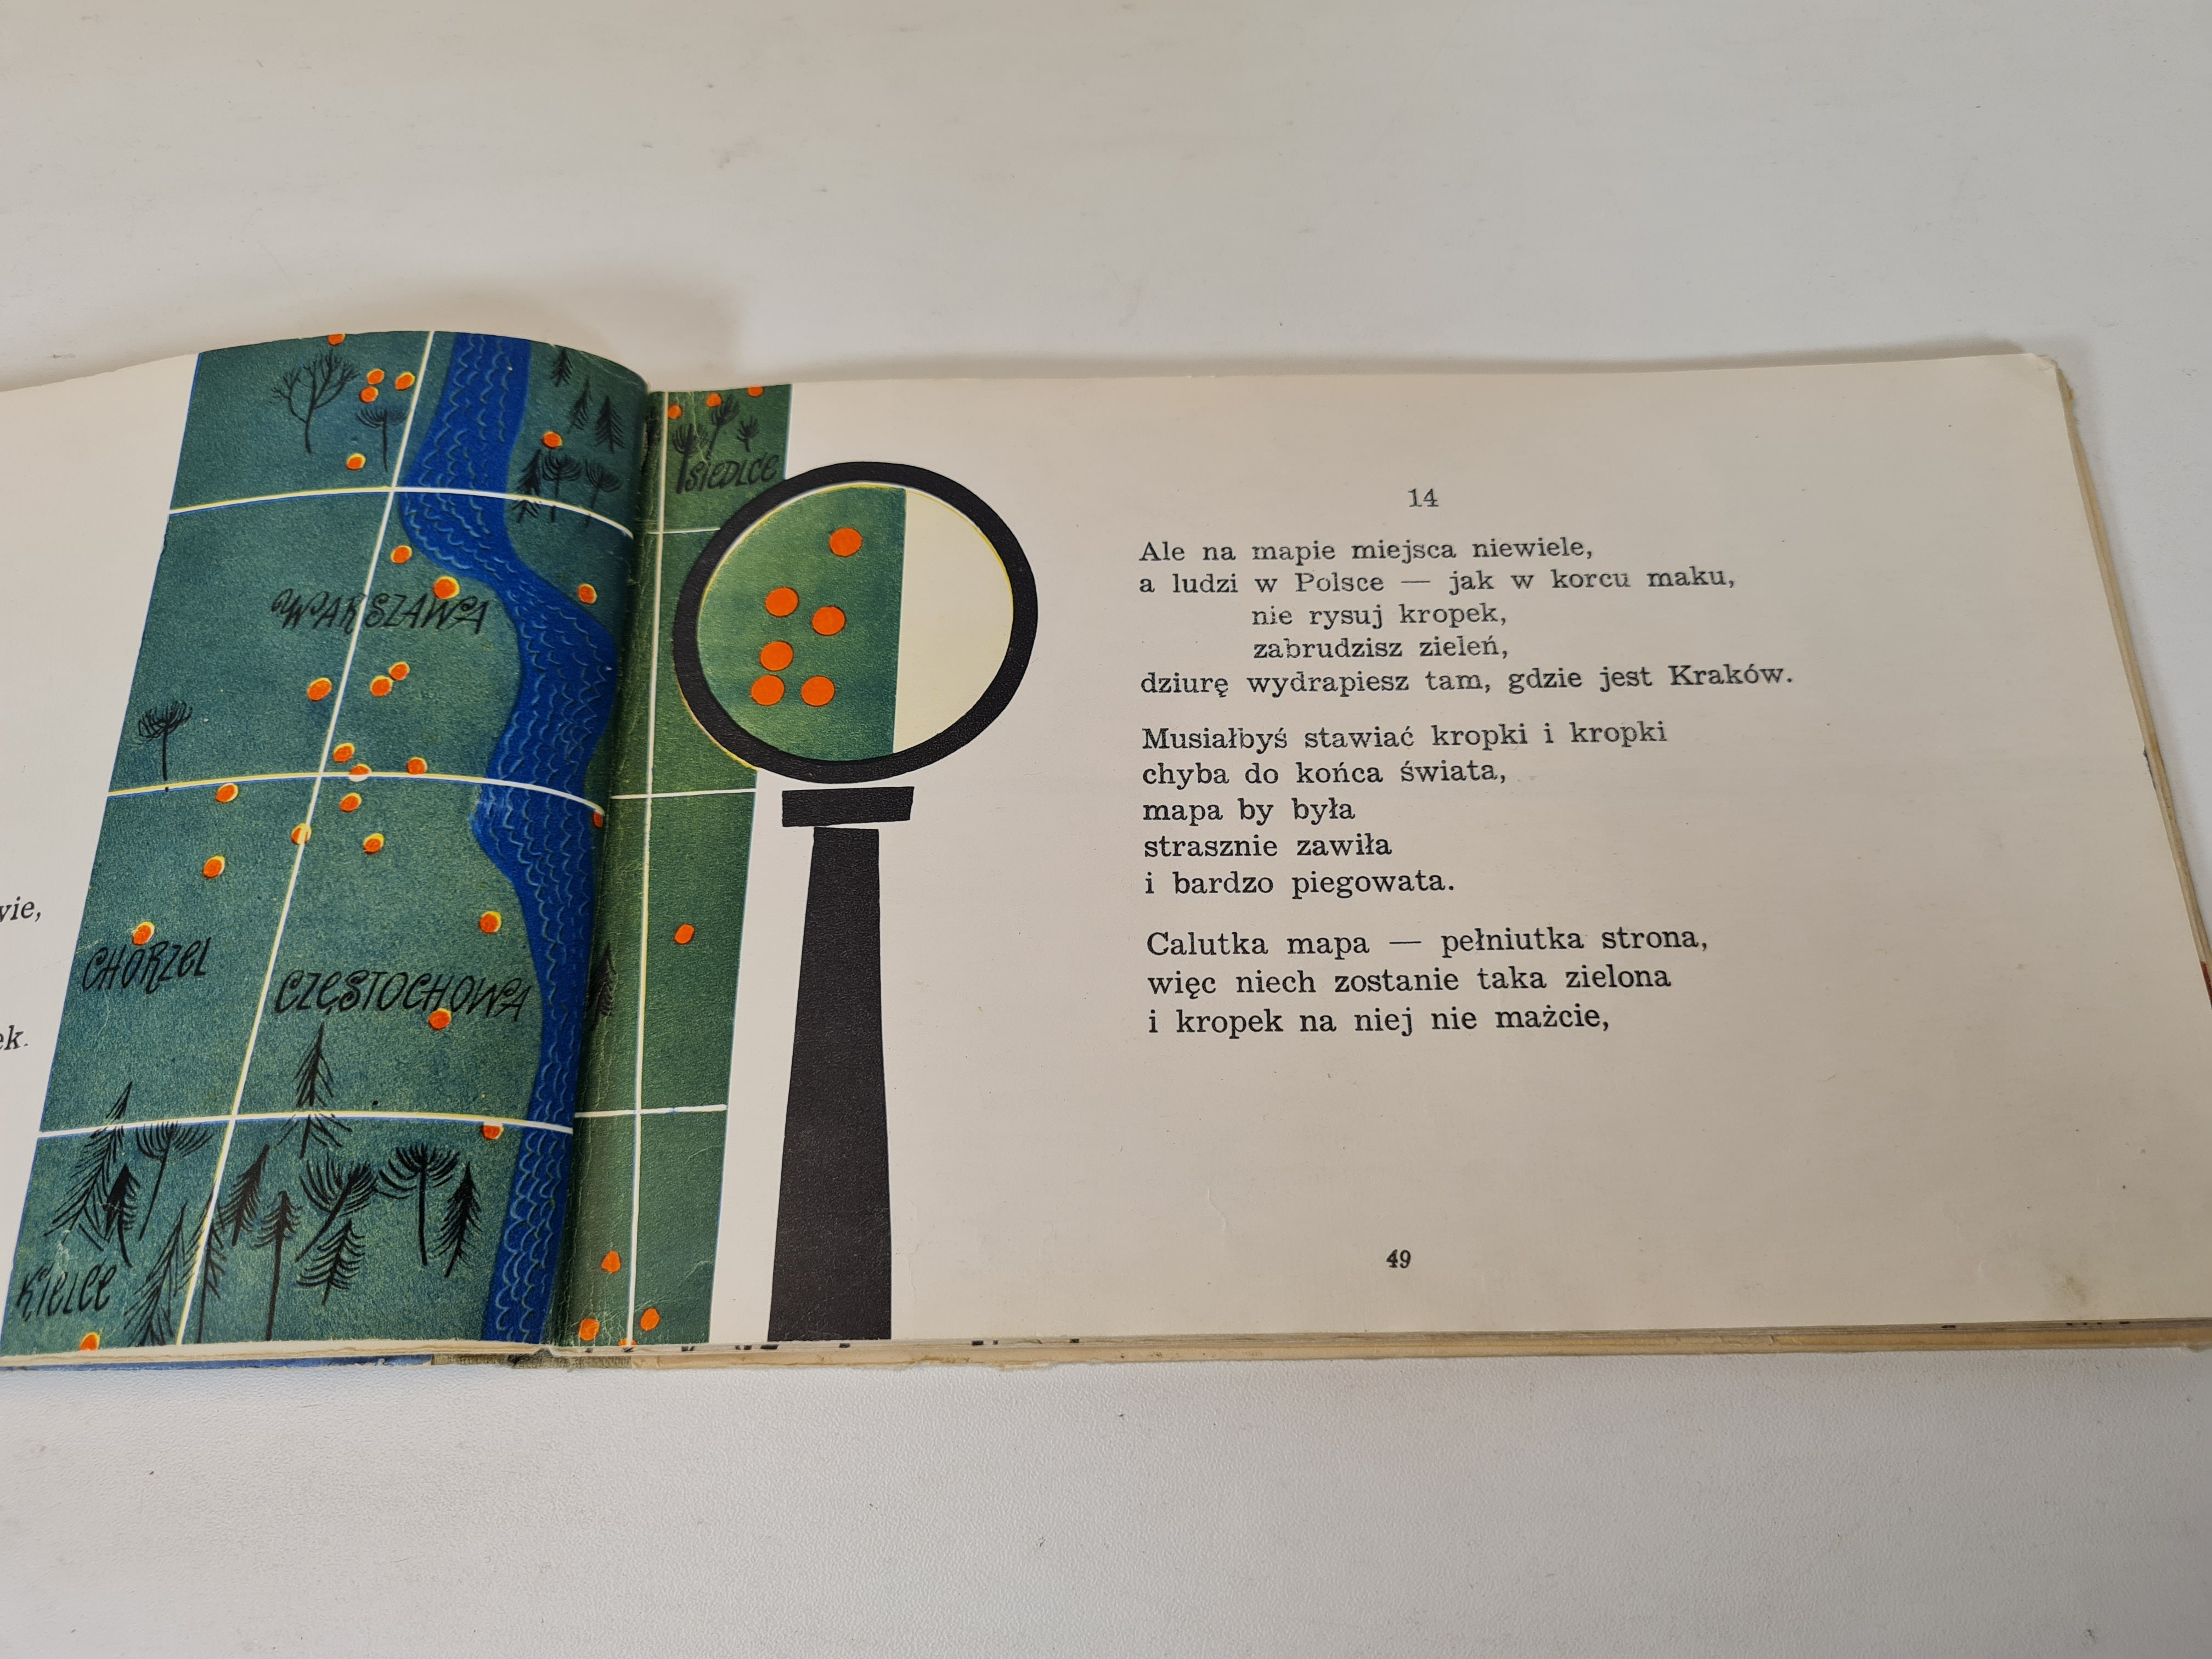 vie,
ek.
WARSZAWA
CHORZEL
CZĘSTOCHOWA
KIELCE
SIEDLCE
14
Ale na mapie miejsca niewiele,
a ludzi w Polsce — jak w korcu maku,
nie rysuj kropek,
zabrudzisz zieleń,
dziurę wydrapiesz tam, gdzie jest Kraków.
Musiałbyś stawiać kropki i kropki
chyba do końca świata,
mapa by była
strasznie zawiła
i bardzo piegowata.
Calutka mapa — pełniutka strona,
więc niech zostanie taka zielona
i kropek na niej nie mażcie,
49